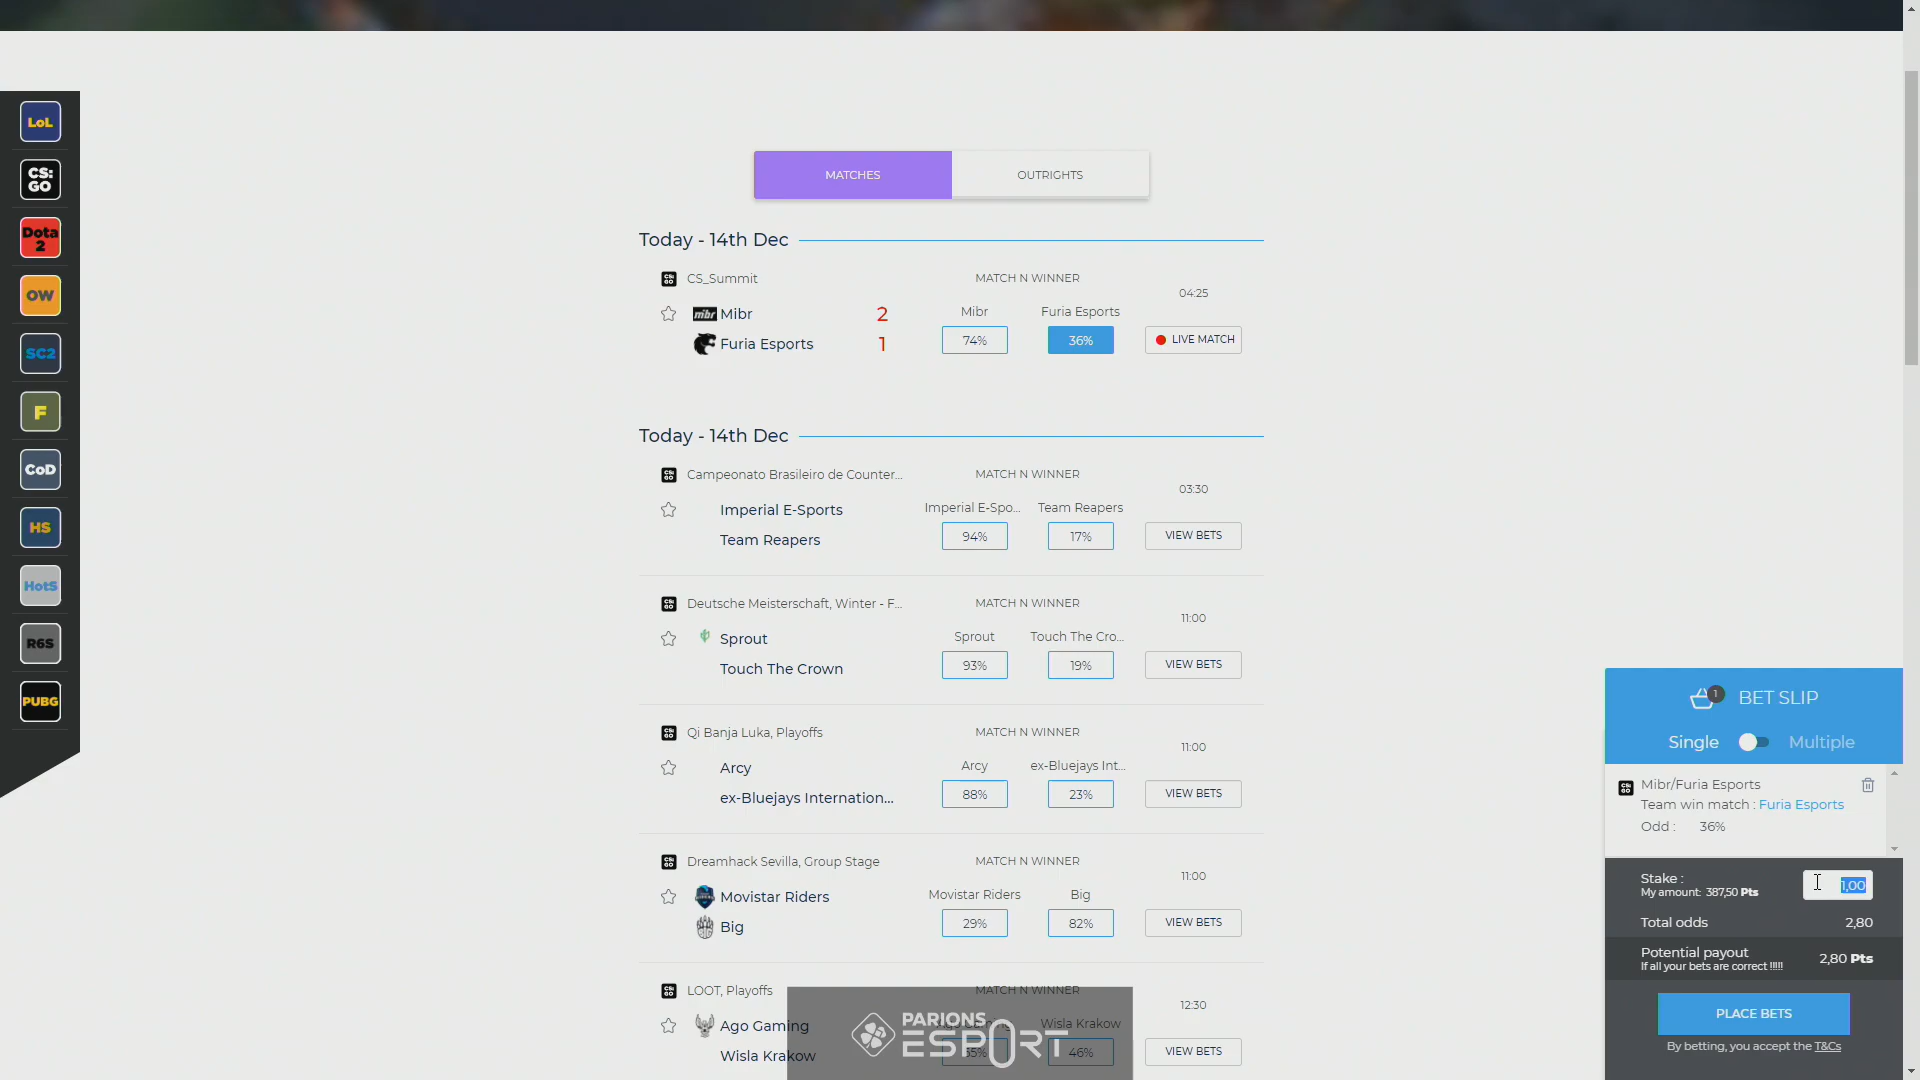 MATCHES OUTRIGHTS
LoL
CS:
GO
Dota
2
OW
SC2
F
CoD
HS
HotS
R6S
PUBG
Today - 14th Dec
CS_Summit MATCH N WINNER
04:25
Mibr 2 Mibr Furia Esports
Furia Esports 1 74% 36% LIVE MATCH
Today - 14th Dec
Campeonato Brasileiro de Counter... MATCH N WINNER
03:30
Imperial E-Sports Imperial E-Spo... Team Reapers
Team Reapers 94% 17% VIEW BETS
Deutsche Meisterschaft, Winter - F... MATCH N WINNER
11:00
Sprout Sprout Touch The Cro...
Touch The Crown 93% 19% VIEW BETS
Qi Banja Luka, Playoffs MATCH N WINNER
11:00
Arcy Arcy ex-Bluejays Int...
ex-Bluejays Internation... 88% 23% VIEW BETS
Dreamhack Sevilla, Group Stage MATCH N WINNER
11:00
Movistar Riders Movistar Riders Big
Big 29% 82% VIEW BETS
LOOT, Playoffs MATCH N WINNER
12:30
Ago Gaming Wisla Krakow
Wisla Krakow 46% VIEW BETS
PARIONS
ESPORT
1 BET SLIP
Single Multiple
Mibr/Furia Esports
Team win match : Furia Esports
Odd : 36%
Stake : 1,00
My amount: 387,50 Pts
Total odds 2,80
Potential payout 2,80 Pts
If all your bets are correct !!!!!
PLACE BETS
By betting, you accept the T&Cs